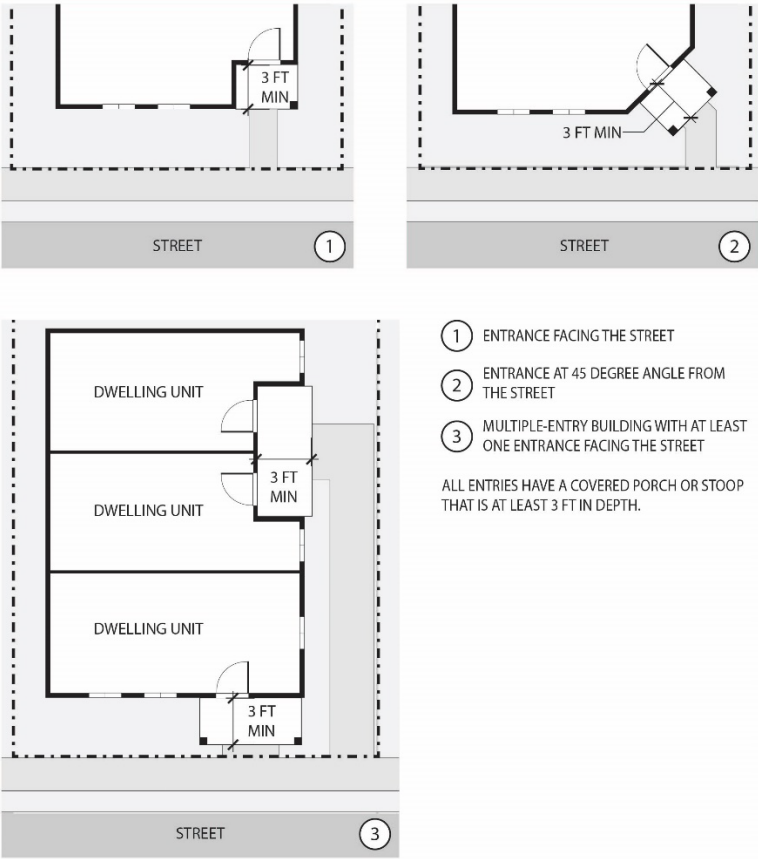 3 FT
MIN
STREET
1
3 FT MIN
STREET
2
DWELLING UNIT
3 FT
MIN
DWELLING UNIT
DWELLING UNIT
3 FT
MIN
STREET
3
1 ENTRANCE FACING THE STREET
2 ENTRANCE AT 45 DEGREE ANGLE FROM
THE STREET
3 MULTIPLE-ENTRY BUILDING WITH AT LEAST
ONE ENTRANCE FACING THE STREET
ALL ENTRIES HAVE A COVERED PORCH OR STOOP
THAT IS AT LEAST 3 FT IN DEPTH.